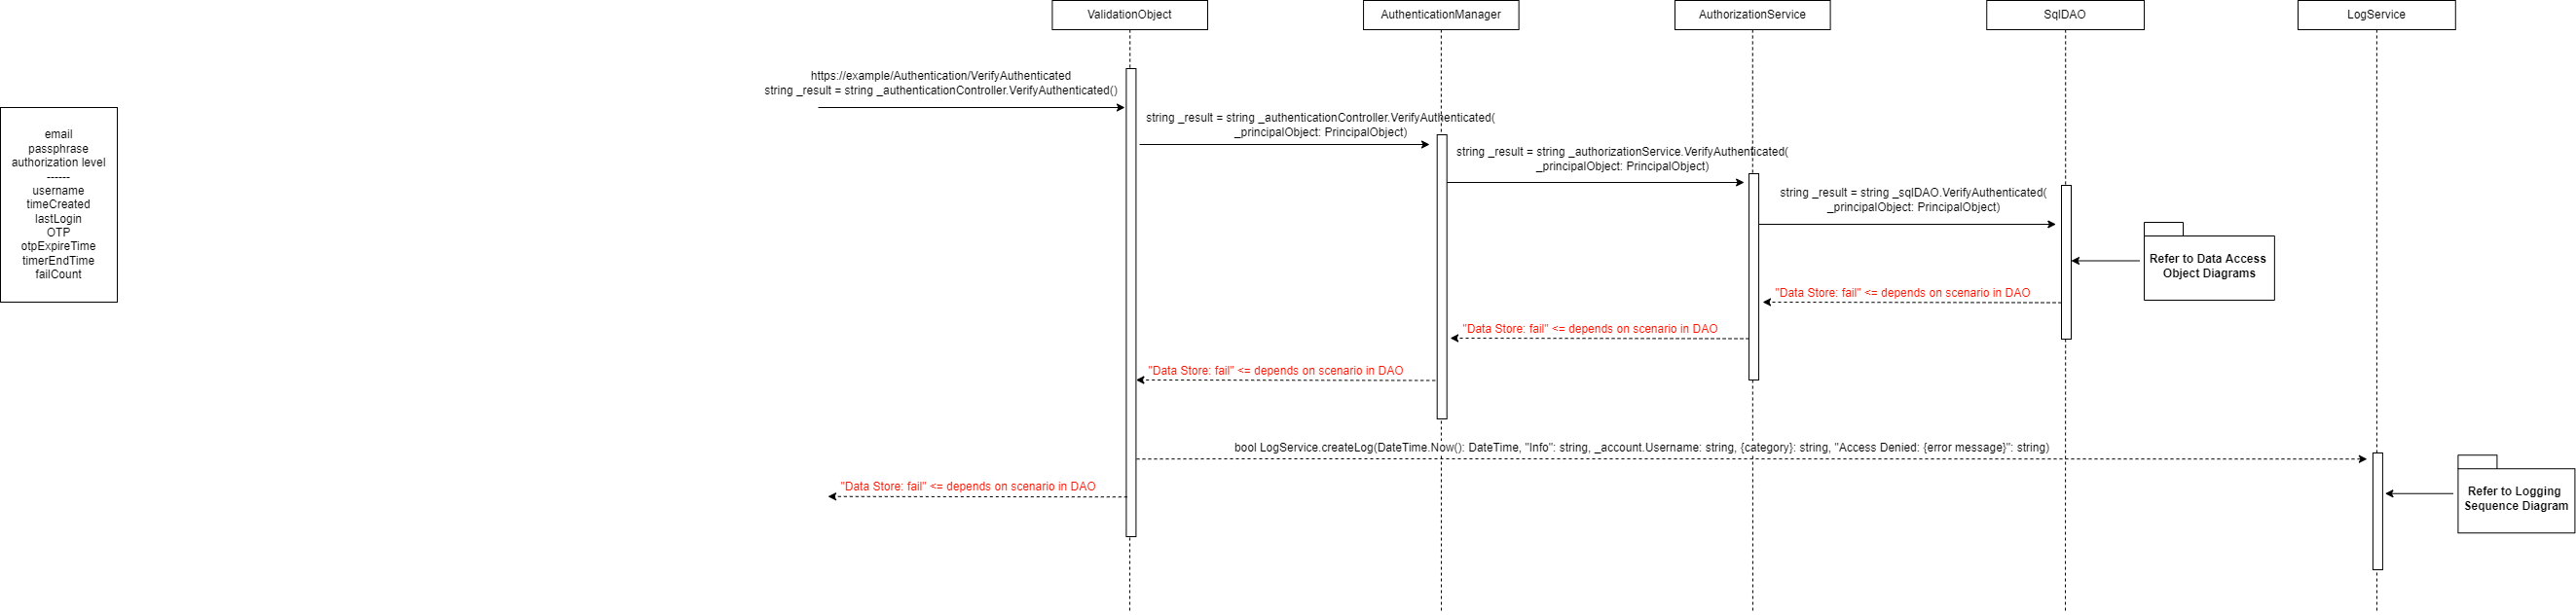 ValidationObject
AuthenticationManager
AuthorizationService
SqlDAO
LogService
https://example/Authentication/VerifyAuthenticated
string _result = string _authenticationController.VerifyAuthenticated()
email
passphrase
authorization level
------
username
timeCreated
lastLogin
OTP
otpExpireTime
timerEndTime
failCount
string _result = string _authenticationController.VerifyAuthenticated(
_principalObject: PrincipalObject)
string _result = string _authorizationService.VerifyAuthenticated(
_principalObject: PrincipalObject)
string _result = string _sqlDAO.VerifyAuthenticated(
_principalObject: PrincipalObject)
Refer to Data Access
Object Diagrams
"Data Store: fail" <= depends on scenario in DAO
"Data Store: fail" <= depends on scenario in DAO
"Data Store: fail" <= depends on scenario in DAO
bool LogService.createLog(DateTime.Now(): DateTime, "Info": string, _account.Username: string, {category}: string, "Access Denied: {error message}": string)
"Data Store: fail" <= depends on scenario in DAO
Refer to Logging
Sequence Diagram